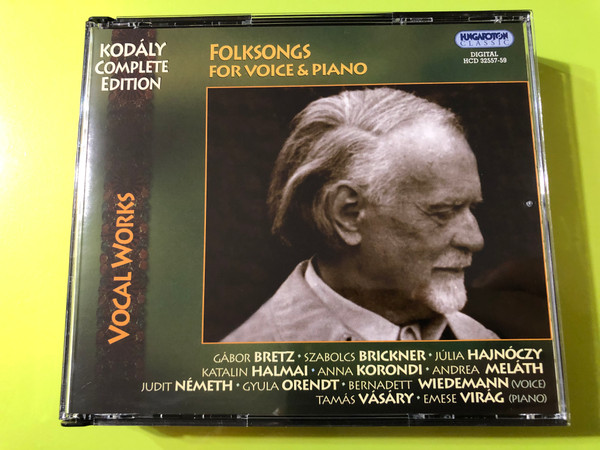 KODÁLY
COMPLETE
EDITION
FOLKSONGS
FOR VOICE & PIANO
HUNGAROTON
CLASSIC
DIGITAL
HCD 32557-59
VOCAL WORKS
GÁBOR BRETZ • SZABOLCS BRICKNER • JÚLIA HAJNÓCZY
KATALIN HALMAI • ANNA KORONDI • ANDREA MELÁTH
JUDIT NÉMETH • GYULA ORENDT • BERNADETT WIEDEMANN (VOICE)
TAMÁS VÁSÁRY • EMESE VIRÁG (PIANO)